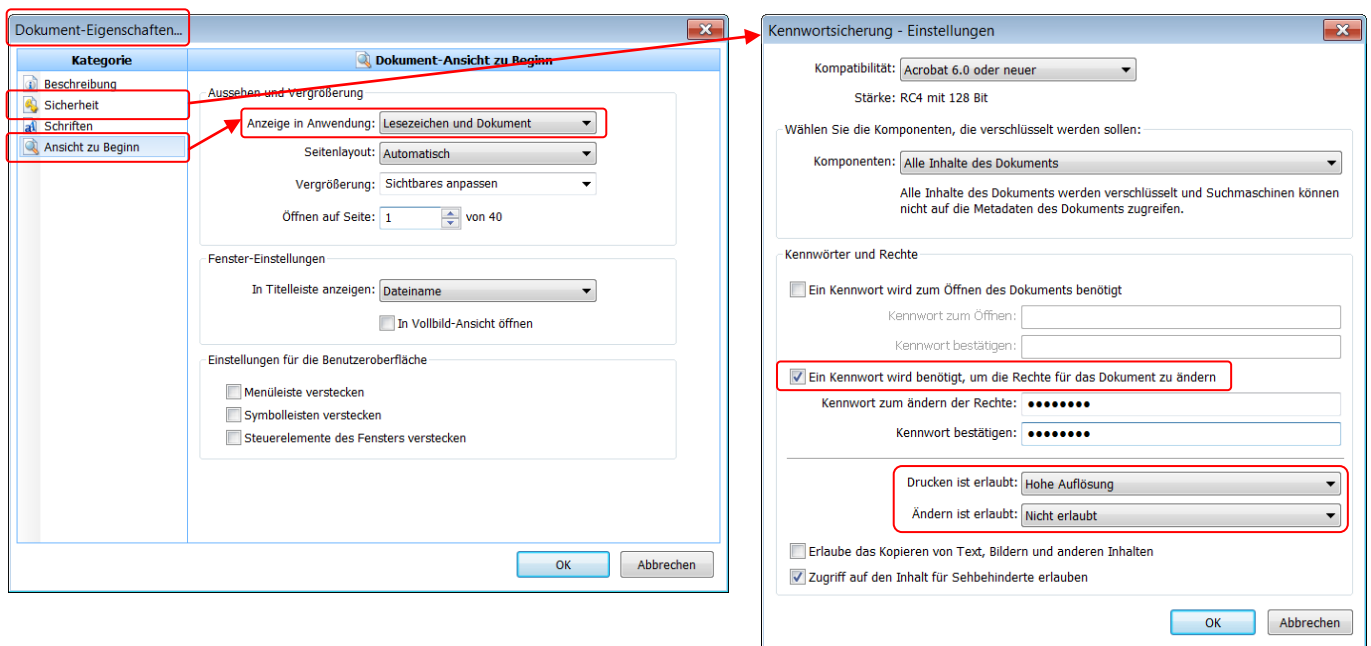 Dokument-Eigenschaften...
Kategorie
Beschreibung
Sicherheit
Schriften
Ansicht zu Beginn
Dokument-Ansicht zu Beginn
Aussehen und Vergrößerung
Anzeige in Anwendung: Lesezeichen und Dokument
Seitenlayout: Automatisch
Vergrößerung: Sichtbares anpassen
Öffnen auf Seite: 1 von 40
Fenster-Einstellungen
In Titelleiste anzeigen: Dateiname
In Vollbild-Ansicht öffnen
Einstellungen für die Benutzeroberfläche
Menüleiste verstecken
Symbolleisten verstecken
Steuerelemente des Fensters verstecken
OK Abbrechen
Kennwortsicherung - Einstellungen
Kompatibilität: Acrobat 6.0 oder neuer
Stärke: RC4 mit 128 Bit
Wählen Sie die Komponenten, die verschlüsselt werden sollen:
Komponenten: Alle Inhalte des Dokuments
Alle Inhalte des Dokuments werden verschlüsselt und Suchmaschinen können
nicht auf die Metadaten des Dokuments zugreifen.
Kennwörter und Rechte
Ein Kennwort wird zum Öffnen des Dokuments benötigt
Kennwort zum Öffnen:
Kennwort bestätigen:
Ein Kennwort wird benötigt, um die Rechte für das Dokument zu ändern
Kennwort zum ändern der Rechte: ●●●●●●●●
Kennwort bestätigen: ●●●●●●●●
Drucken ist erlaubt: Hohe Auflösung
Ändern ist erlaubt: Nicht erlaubt
Erlaube das Kopieren von Text, Bildern und anderen Inhalten
Zugriff auf den Inhalt für Sehbehinderte erlauben
OK Abbrechen